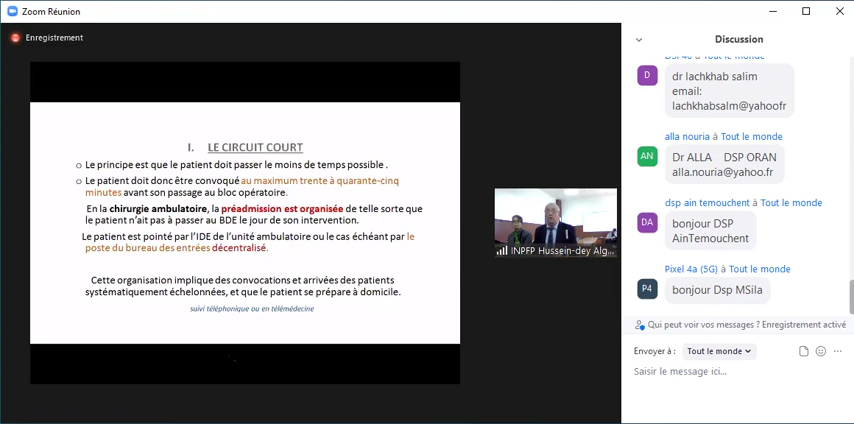 Zoom Réunion
Enregistrement
I. LE CIRCUIT COURT
o Le principe est que le patient doit passer le moins de temps possible .
o Le patient doit donc être convoqué au maximum trente à quarante-cinq
minutes avant son passage au bloc opératoire.
En la chirurgie ambulatoire, la préadmission est organisée de telle sorte que
le patient n'ait pas à passer au BDE le jour de son intervention.
Le patient est pointé par l'IDE de l'unité ambulatoire ou le cas échéant par le
poste du bureau des entrées décentralisé.
Cette organisation implique des convocations et arrivées des patients
systématiquement échelonnées, et que le patient se prépare à domicile.
suivi téléphonique ou en télémédecine
INPFP Hussein-dey Alg...
Discussion
à Tout le monde
D
dr lachkhab salim
email:
lachkhabsalm@yahoofr
alla nouria à Tout le monde
AN
Dr ALLA DSP ORAN
alla.nouria@yahoo.fr
dsp ain temouchent à Tout le monde
DA
bonjour DSP
AinTemouchent
Pixel 4a (5G) à Tout le monde
P4
bonjour Dsp MSila
Qui peut voir vos messages ? Enregistrement activé
Envoyer à : Tout le monde
Saisir le message ici...